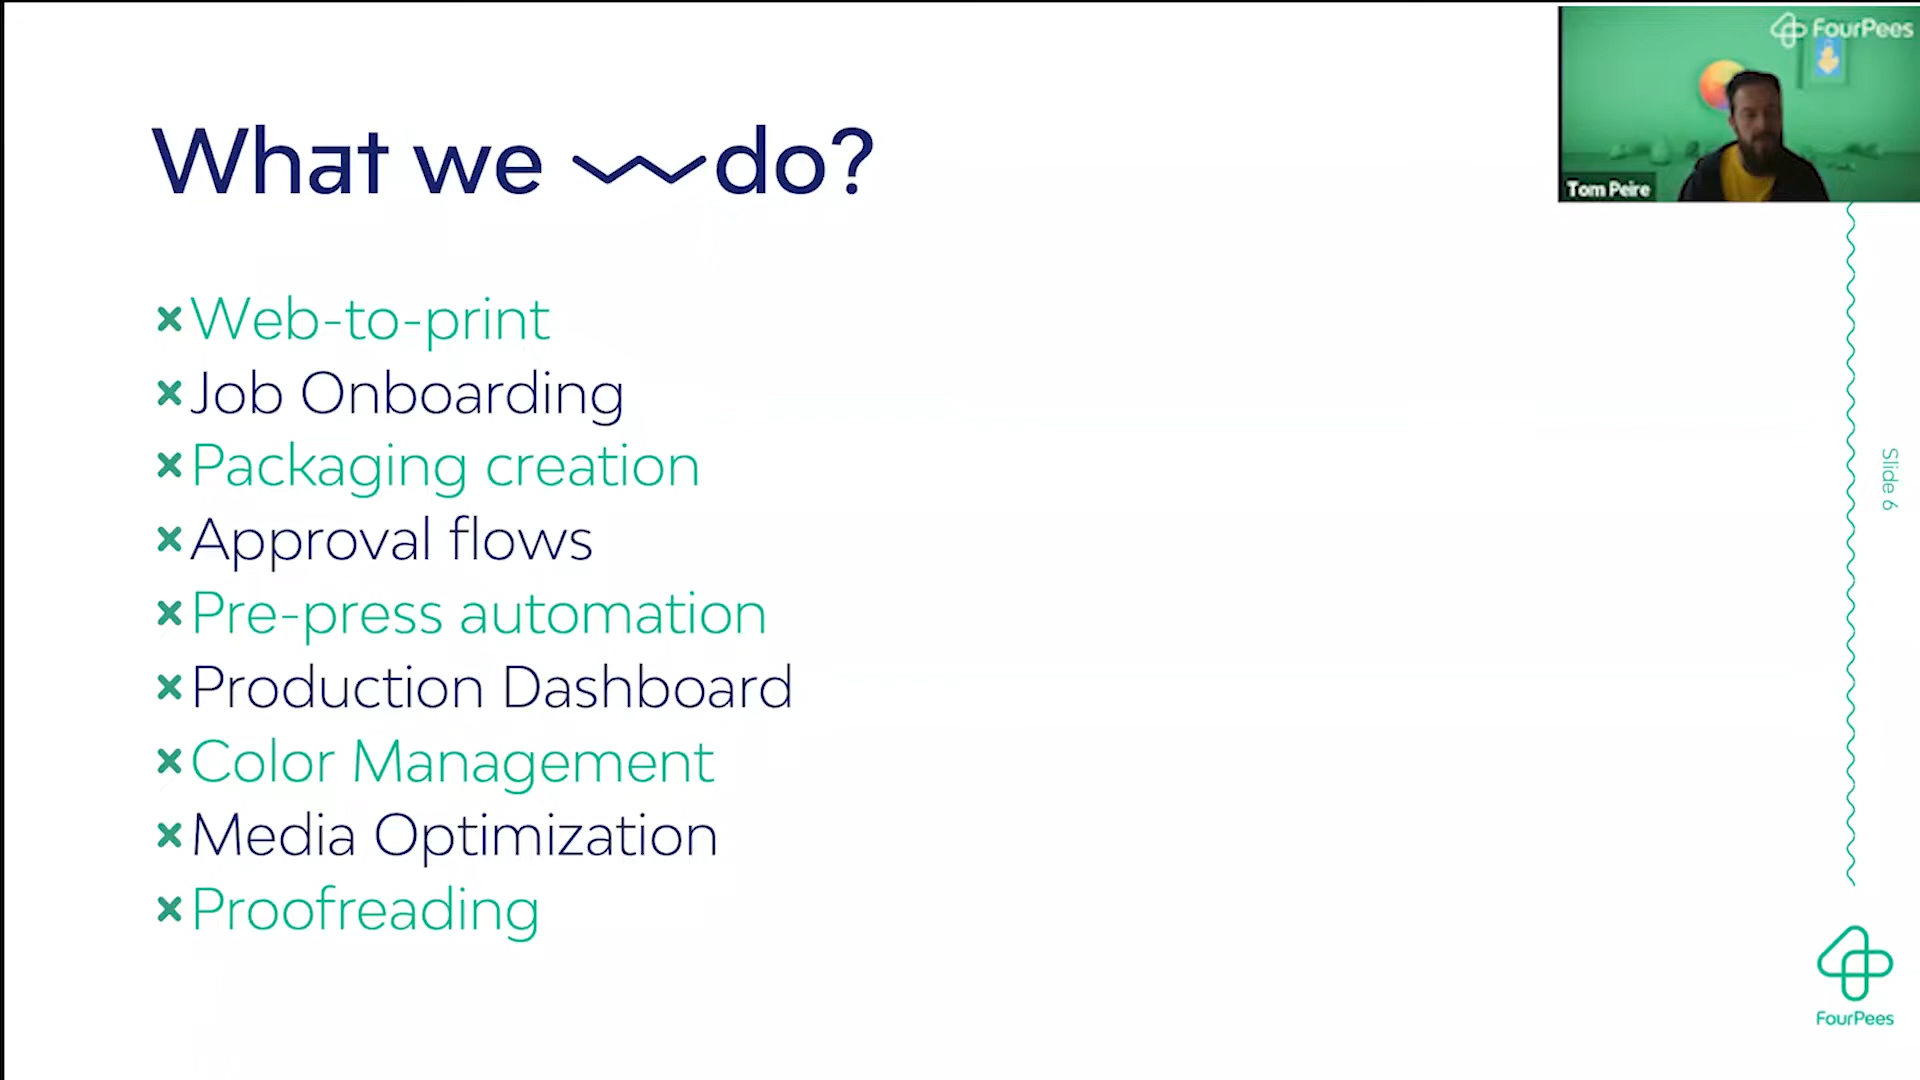 FourPees
Tom Peire
What we do?
Web-to-print
Job Onboarding
Packaging creation
Approval flows
Pre-press automation
Production Dashboard
Color Management
Media Optimization
Proofreading
Slide 6
FourPees